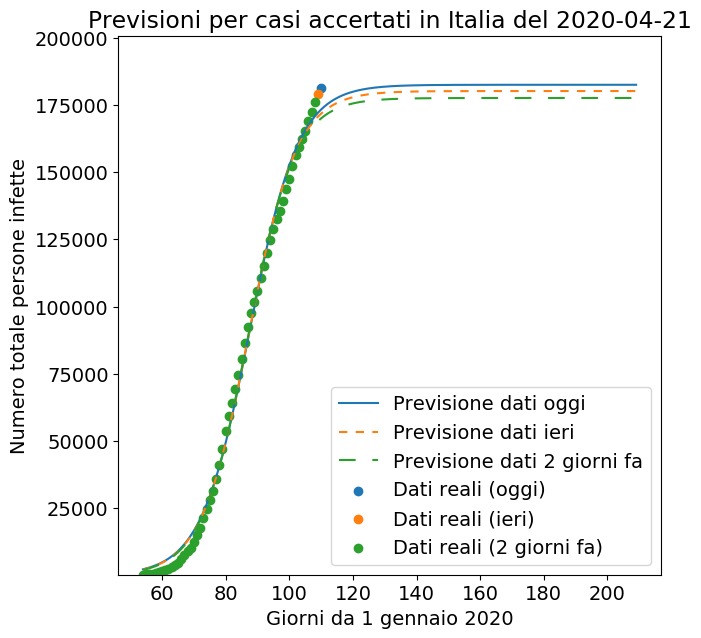 Previsioni per casi accertati in Italia del 2020-04-21
200000
175000
150000
125000
100000
75000
50000
25000
Numero totale persone infette
60 80 100 120 140 160 180 200
Giorni da 1 gennaio 2020
Previsione dati oggi
Previsione dati ieri
Previsione dati 2 giorni fa
Dati reali (oggi)
Dati reali (ieri)
Dati reali (2 giorni fa)